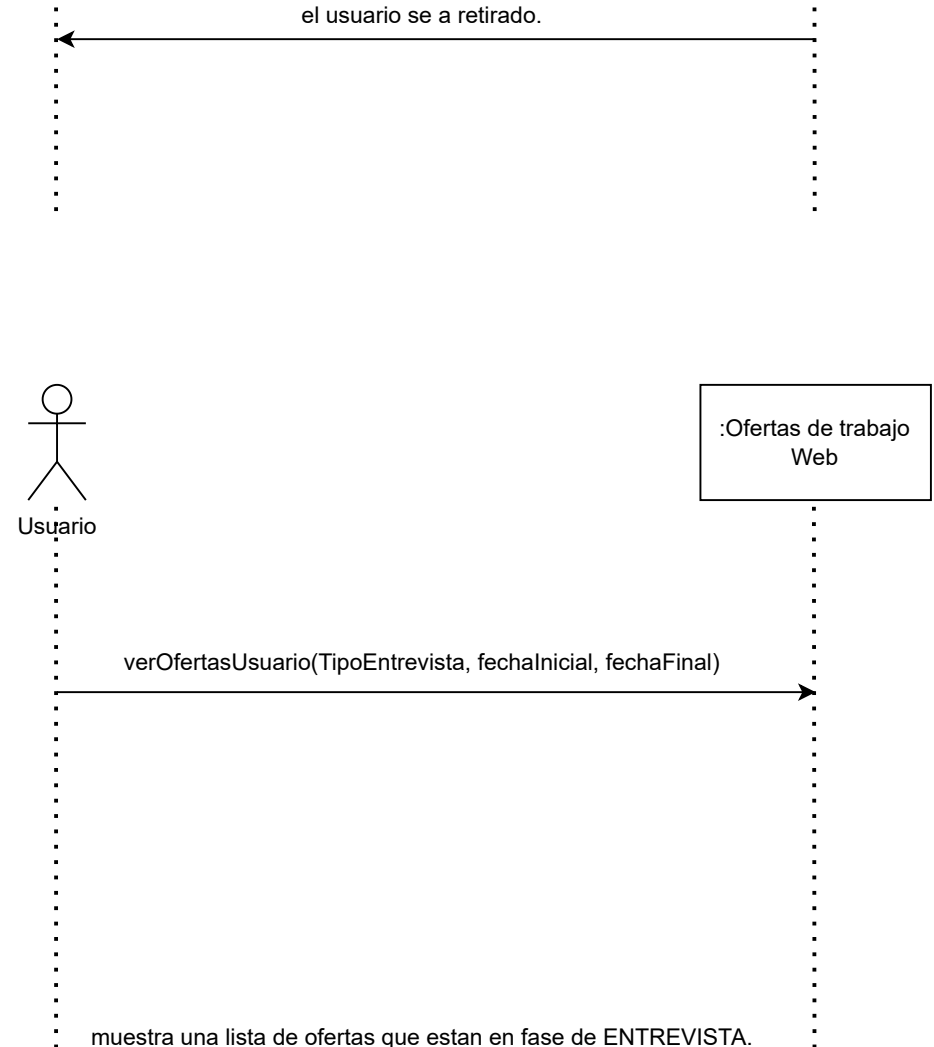 el usuario se a retirado.
:Ofertas de trabajo
Web
Usuario
verOfertasUsuario(TipoEntrevista, fechaInicial, fechaFinal)
muestra una lista de ofertas que estan en fase de ENTREVISTA.